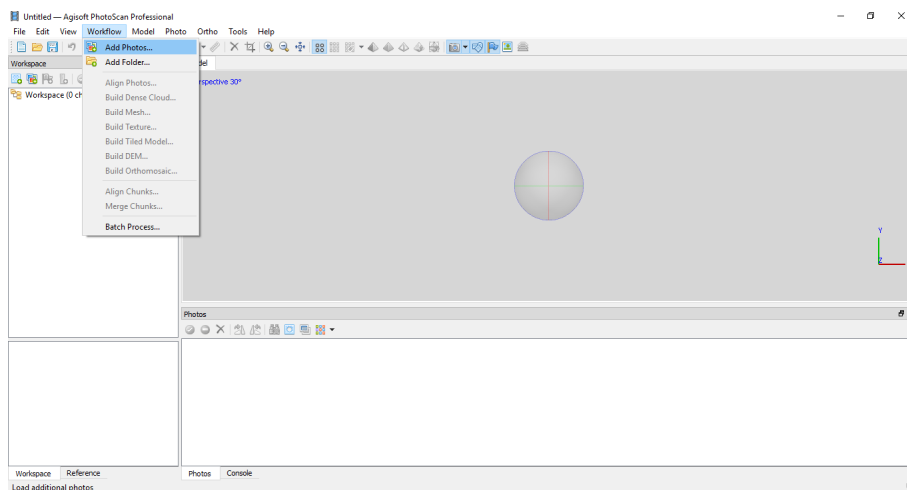 Untitled — Agisoft PhotoScan Professional
File Edit View Workflow Model Photo Ortho Tools Help
Add Photos...
Workspace
Add Folder...
Perspective 30°
Align Photos...
Workspace (0 ch
Build Dense Cloud...
Build Mesh...
Build Texture...
Build Tiled Model...
Build DEM...
Build Orthomosaic...
Align Chunks...
Merge Chunks...
Batch Process...
Y
Z
Photos
Workspace Reference
Photos Console
Load additional photos